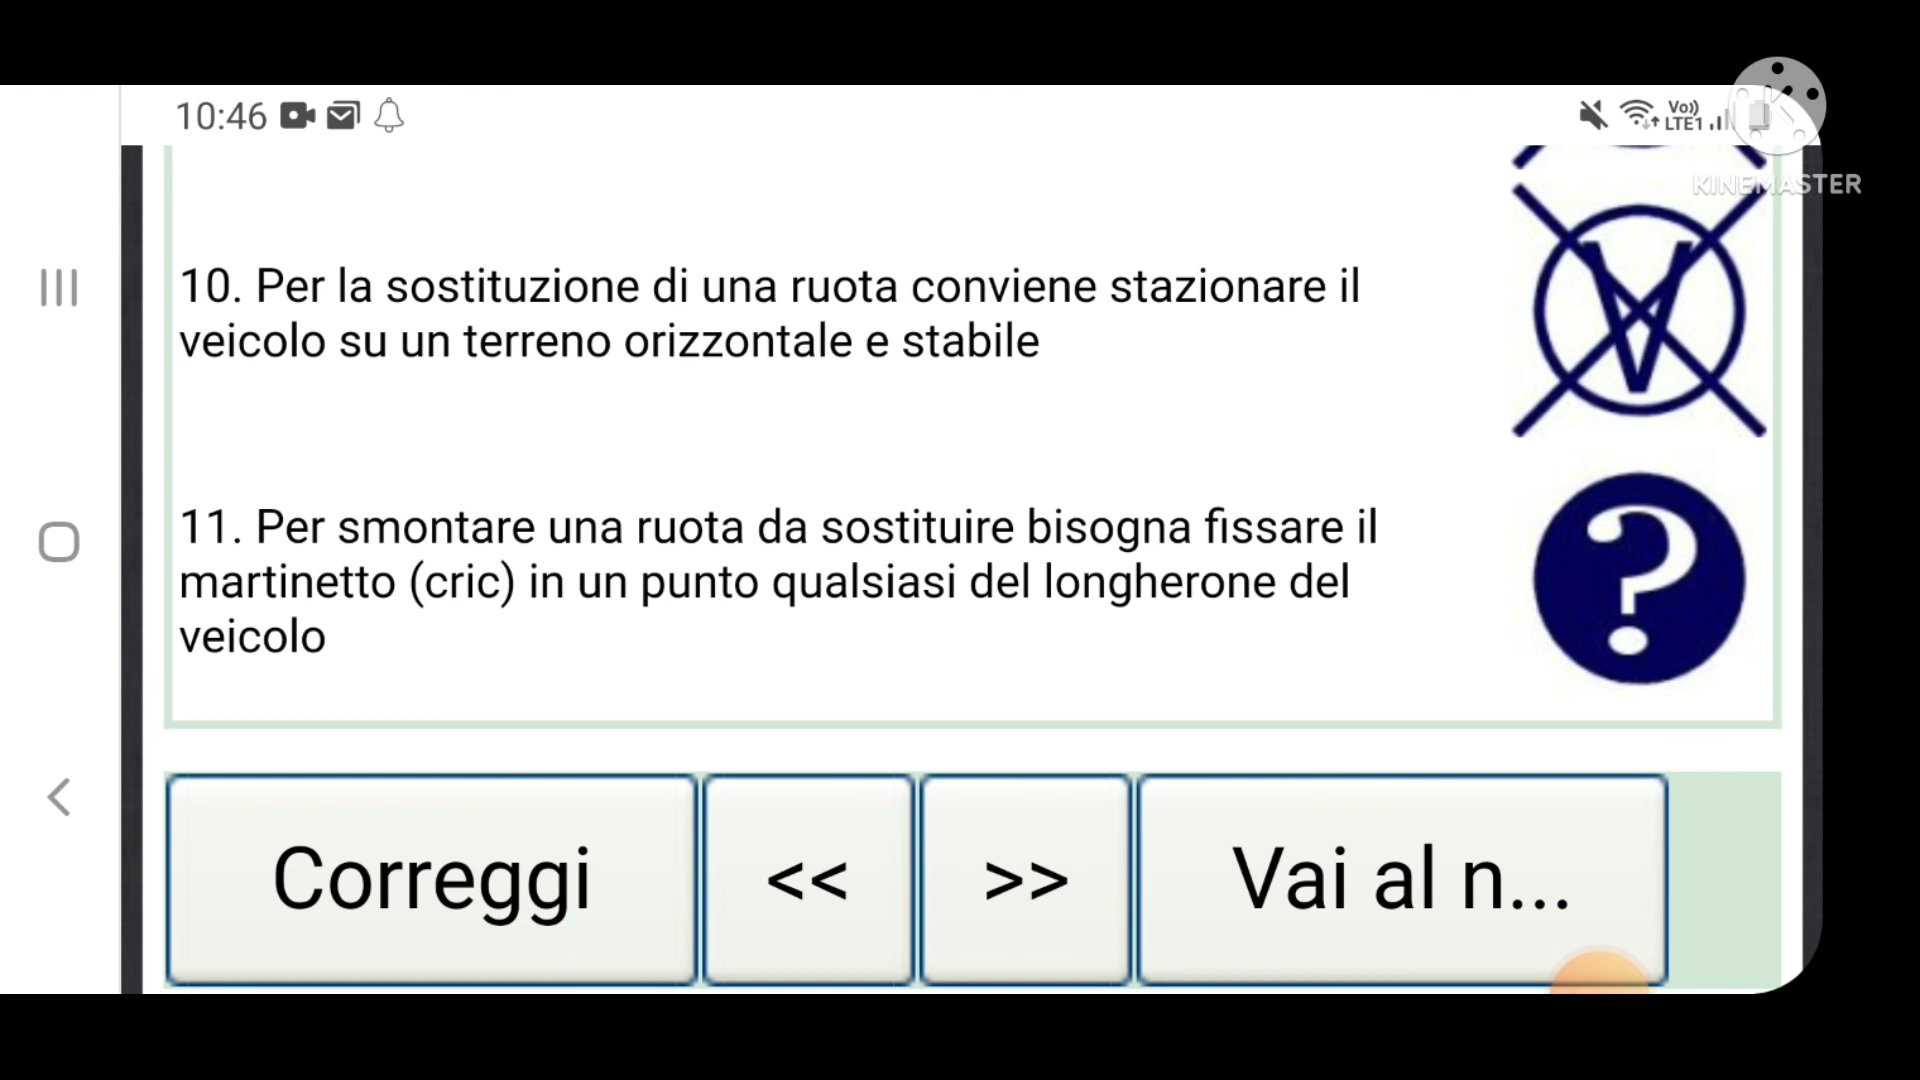 10:46
Vo))
LTE1
KINEMASTER
10. Per la sostituzione di una ruota conviene stazionare il
veicolo su un terreno orizzontale e stabile
V
11. Per smontare una ruota da sostituire bisogna fissare il
martinetto (cric) in un punto qualsiasi del longherone del
veicolo
?
Correggi
<<
>>
Vai al n...